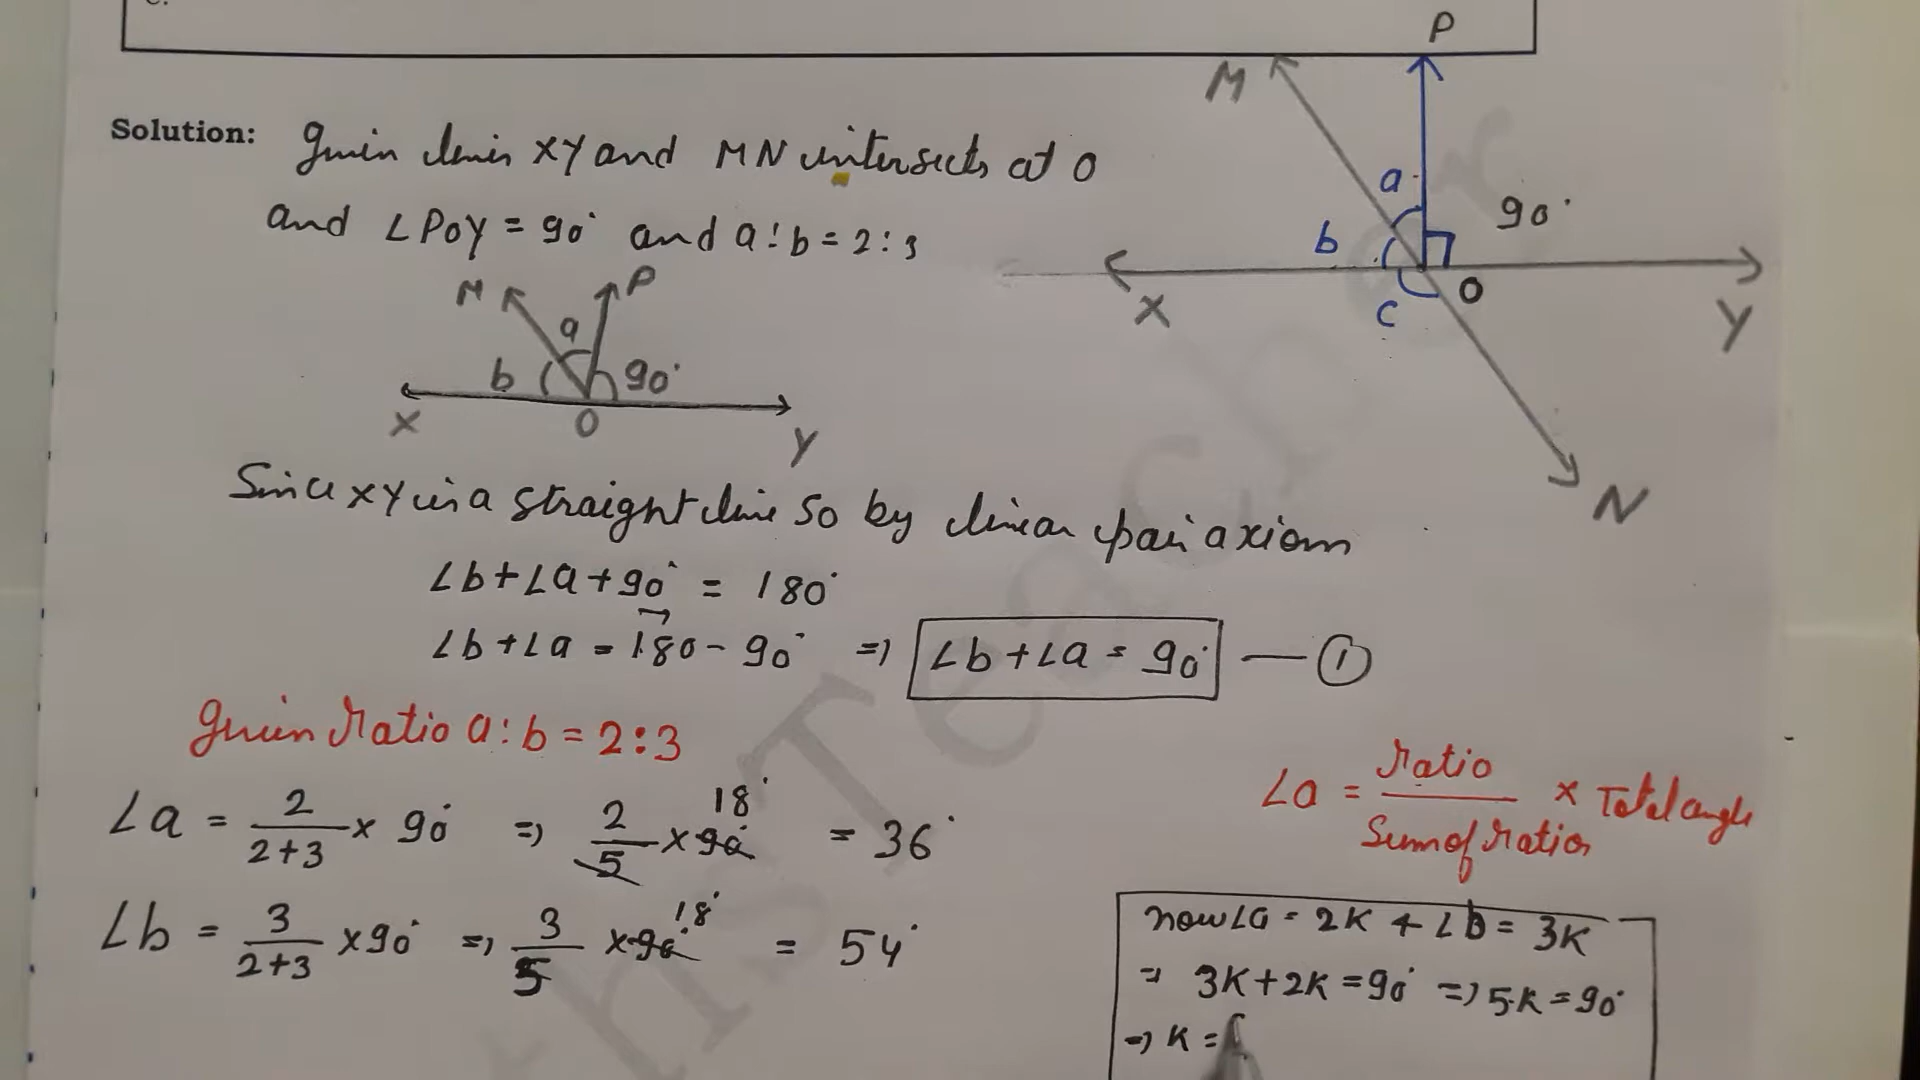 P
M
Solution: Given lines XY and MN intersects at O
a
90°
and ∠POY = 90° and a:b = 2:3
b
X
O
c
Y
N
M P
a
b 90°
X O Y
Since XY is a straight line so by linear pair axiom
∠b + ∠a + 90° = 180°
∠b + ∠a = 180 - 90° => ∠b + ∠a = 90° — ①
Given Ratio a:b = 2:3
∠a = ratio / Sum of ratios × Total angle
∠a = 2/2+3 × 90° => 2/5 × 90° 18° = 36°
∠b = 3/2+3 × 90° => 3/5 × 90° 18° = 54°
now ∠a = 2K & ∠b = 3K
=> 3K + 2K = 90° => 5K = 90°
=> K =